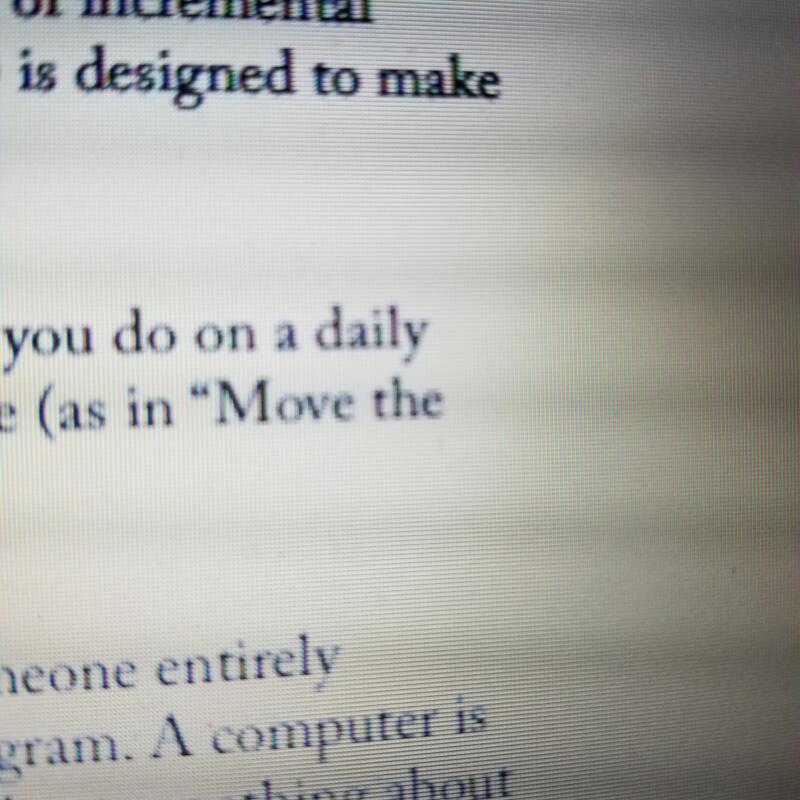 of incremental
is designed to make
you do on a daily
e (as in “Move the
neone entirely
gram. A computer is
thing about